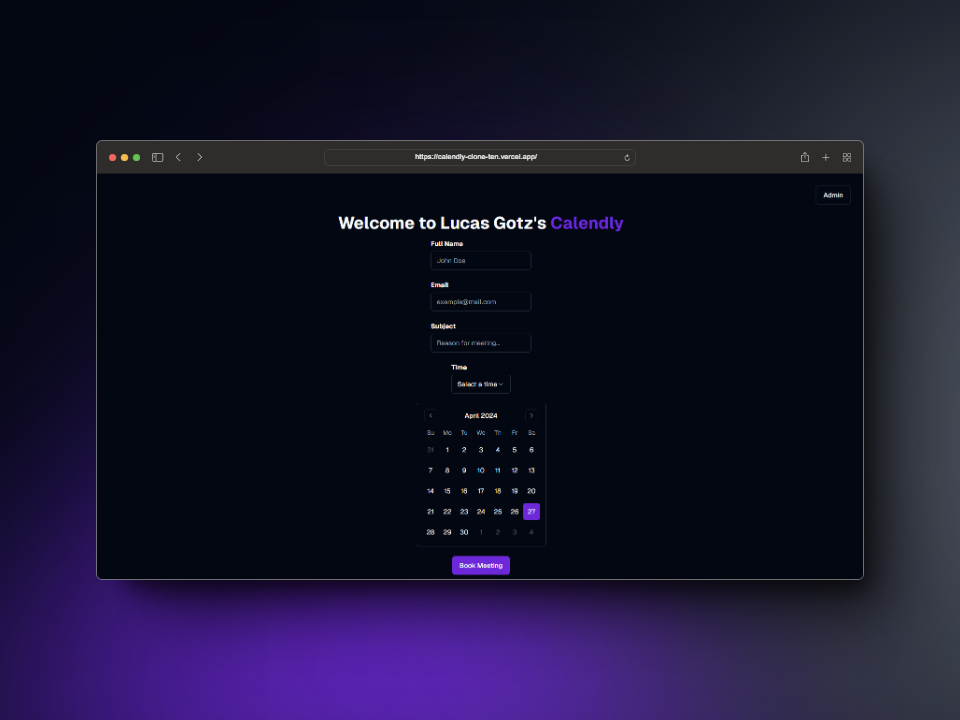 https://calendly-clone-ten.vercel.app/
Admin
Welcome to Lucas Gotz's Calendly
Full Name
John Doe
Email
example@mail.com
Subject
Reason for meeting...
Time
Select a time
April 2024
Su Mo Tu We Th Fr Sa
31 1 2 3 4 5 6
7 8 9 10 11 12 13
14 15 16 17 18 19 20
21 22 23 24 25 26 27
28 29 30 1 2 3 4
Book Meeting